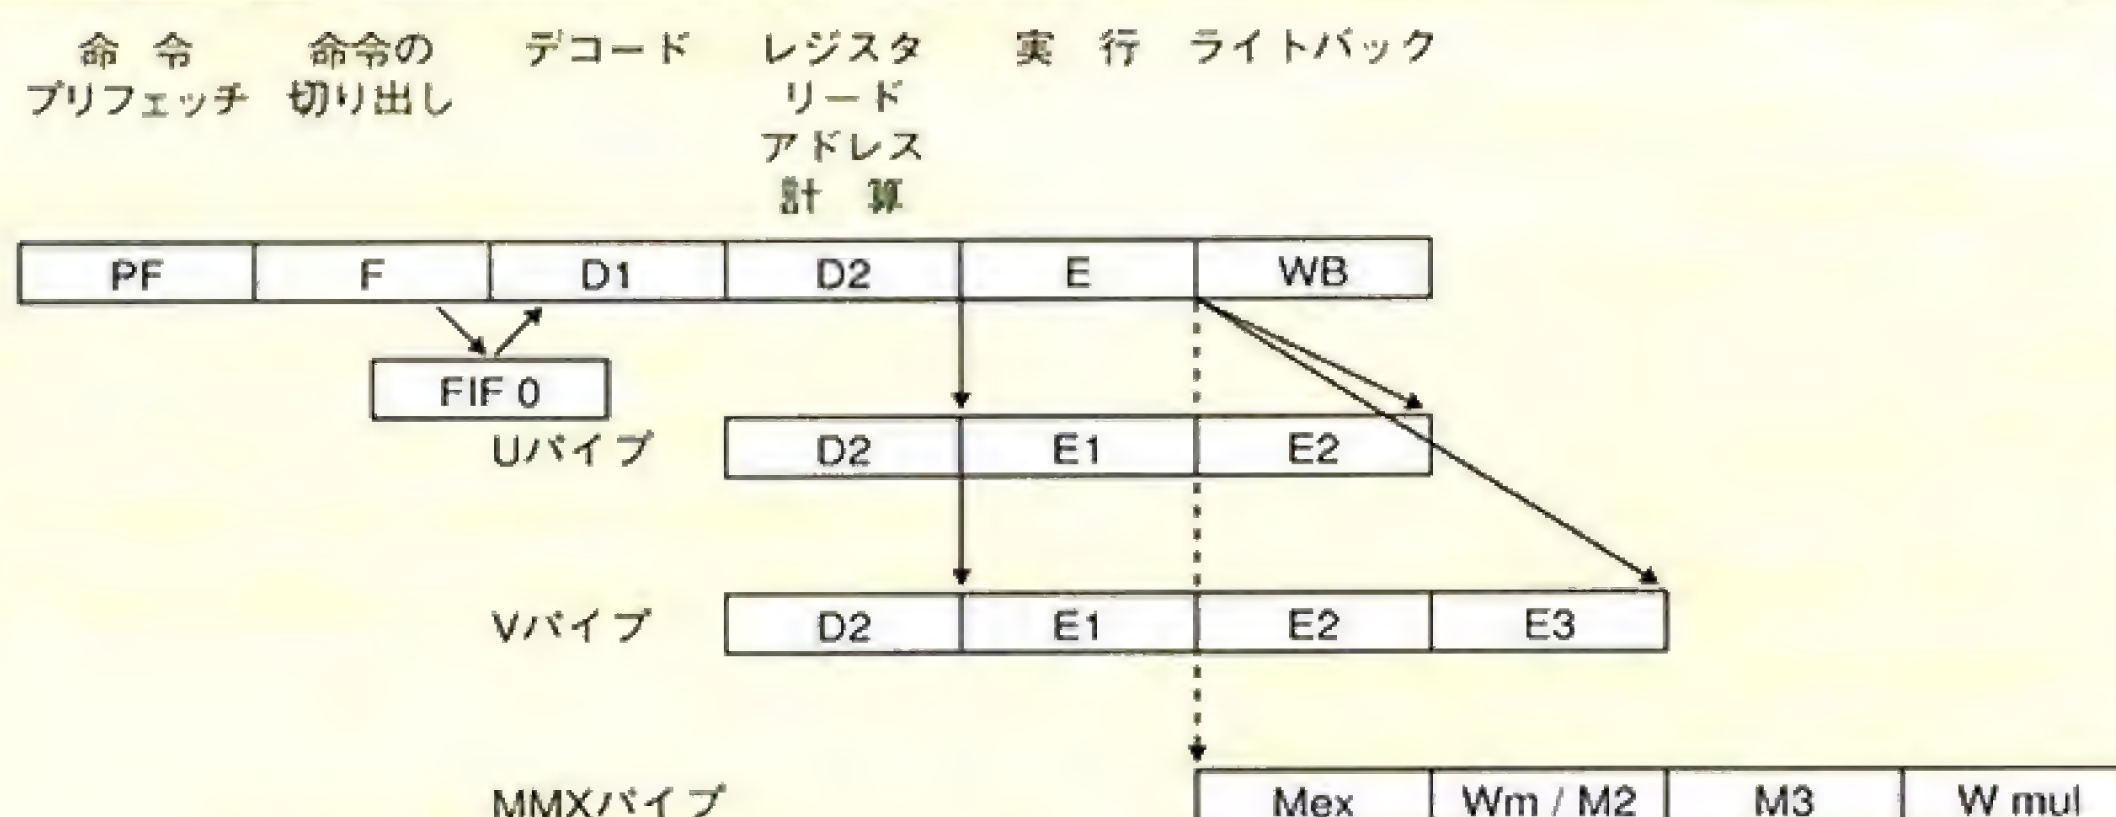 命 令 命令の デコード レジスタ 実 行 ライトバック
プリフェッチ 切り出し リード
アドレス
計 算
PF F D1 D2 E WB
FIF 0
Uパイプ D2 E1 E2
Vパイプ D2 E1 E2 E3
MMXパイプ Mex Wm / M2 M3 W mul